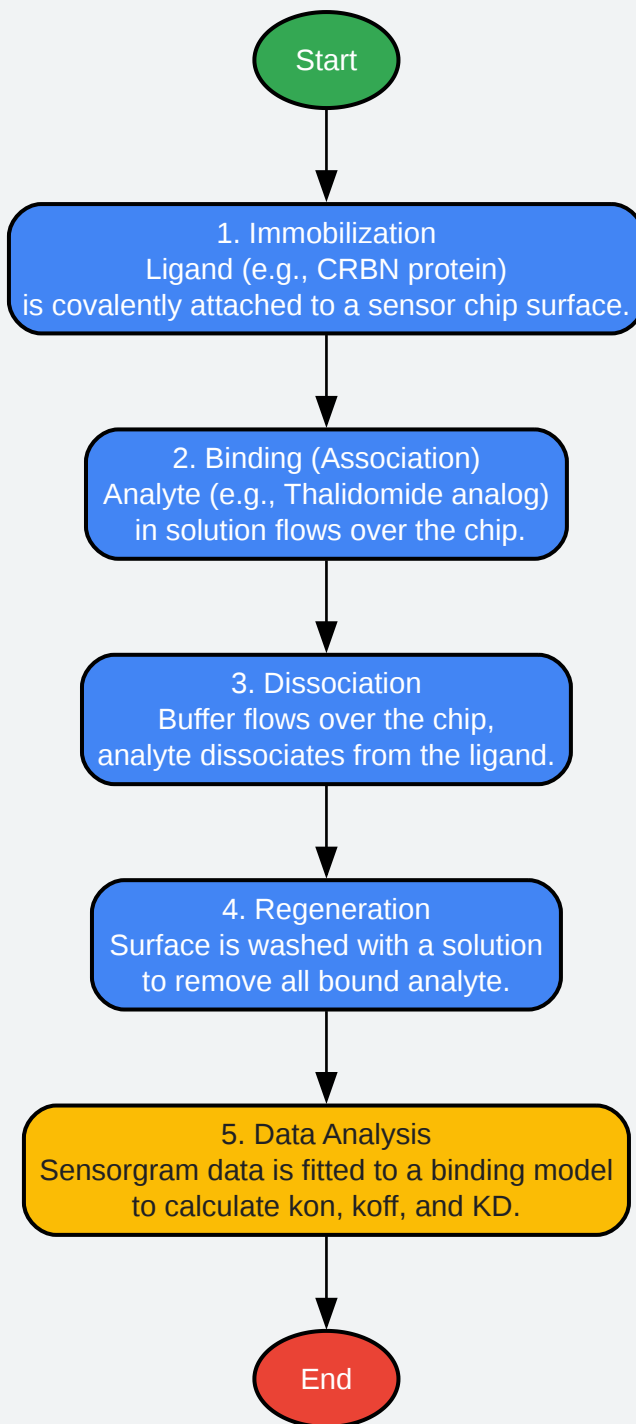 Start
1. Immobilization
Ligand (e.g., CRBN protein)
is covalently attached to a sensor chip surface.
2. Binding (Association)
Analyte (e.g., Thalidomide analog)
in solution flows over the chip.
3. Dissociation
Buffer flows over the chip,
analyte dissociates from the ligand.
4. Regeneration
Surface is washed with a solution
to remove all bound analyte.
5. Data Analysis
Sensorgram data is fitted to a binding model
to calculate kon, koff, and KD.
End